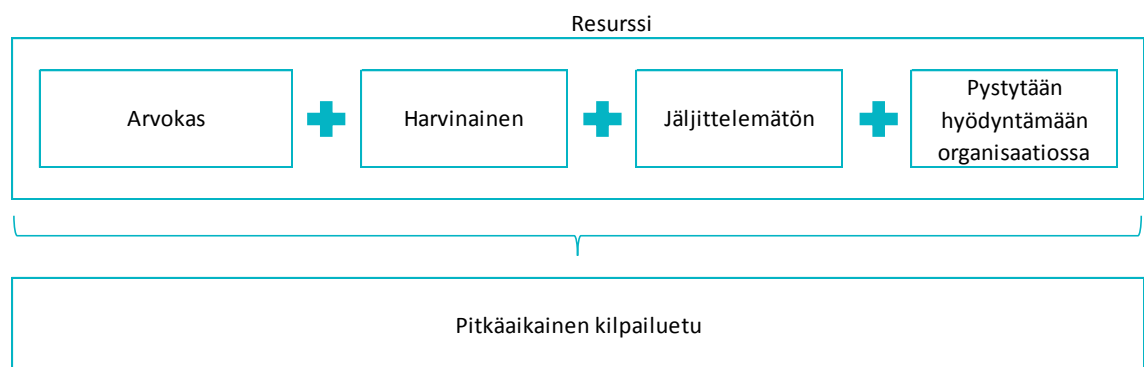 Resurssi
Arvokas
Harvinainen
Jäljittelemätön
Pystytään
hyödyntämään
organisaatiossa
Pitkäaikainen kilpailuetu